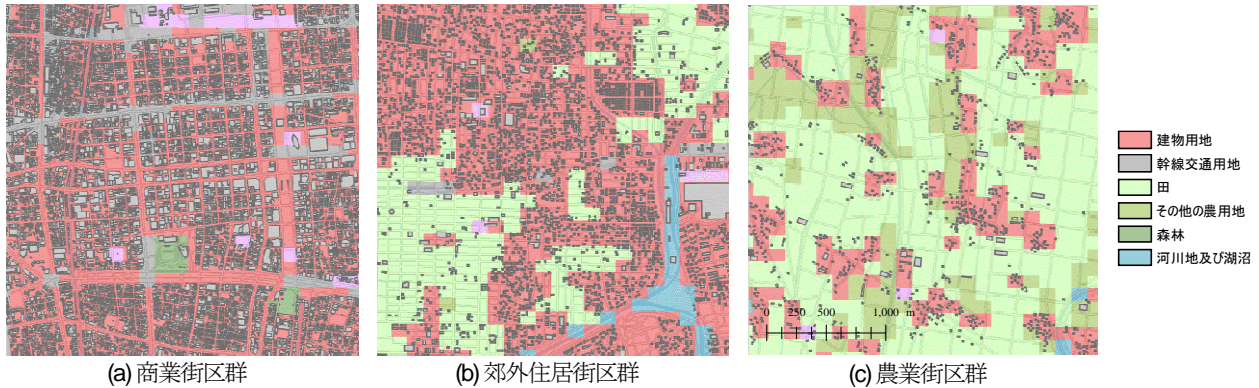 建物用地
幹線交通用地
田
その他の農用地
森林
河川地及び湖沼
0 250 500 1,000 m
(a) 商業街区群
(b) 郊外住居街区群
(c) 農業街区群